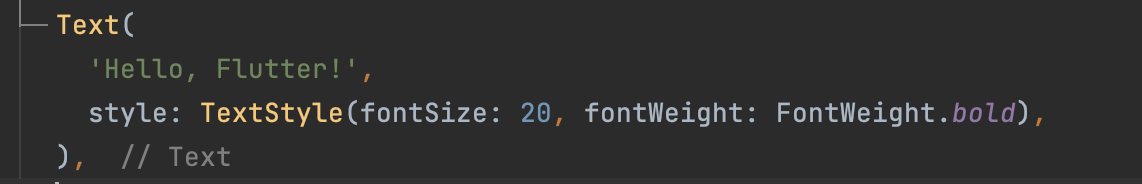 Text(
'Hello, Flutter!',
style: TextStyle(fontSize: 20, fontWeight: FontWeight.bold),
), // Text